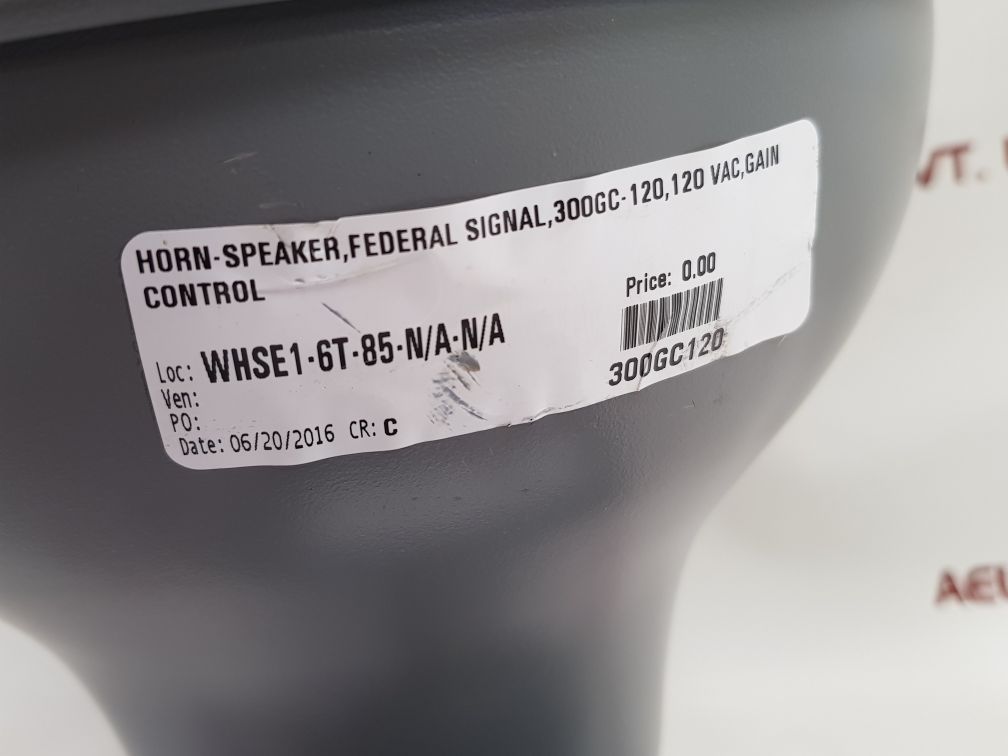 HORN-SPEAKER,FEDERAL SIGNAL,300GC-120,120 VAC,GAIN
CONTROL
Price: 0.00
Loc: WHSE1-6T-85-N/A-N/A
300GC120
Ven:
PO:
Date: 06/20/2016 CR: C